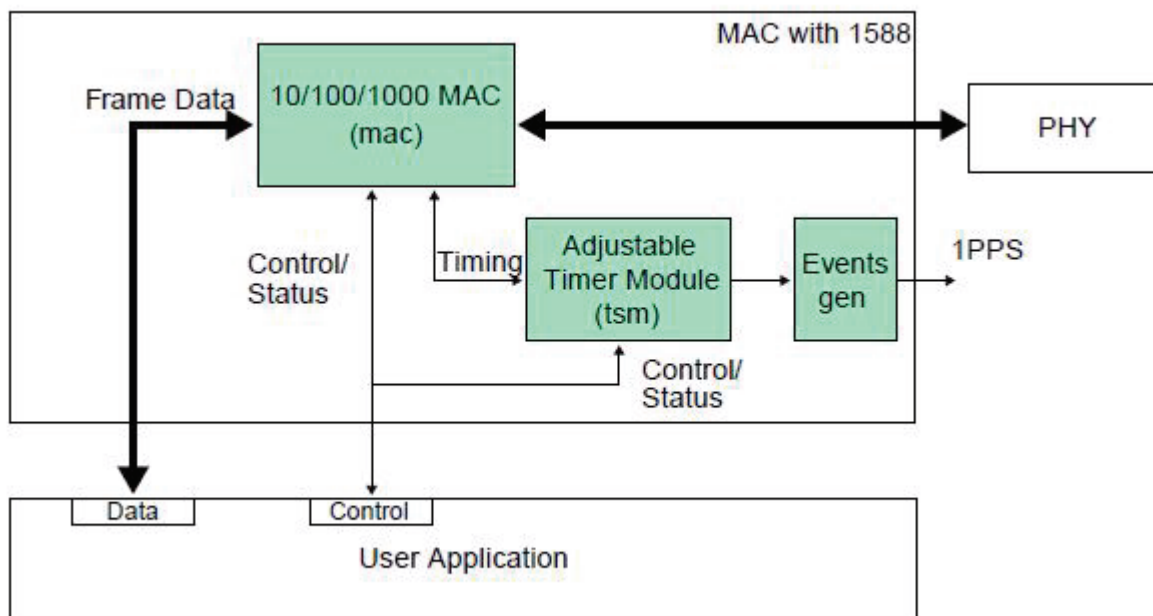 MAC with 1588
Frame Data
10/100/1000 MAC
(mac)
PHY
Control/
Status
Timing
Adjustable
Timer Module
(tsm)
Events
gen
1PPS
Control/
Status
Data
Control
User Application